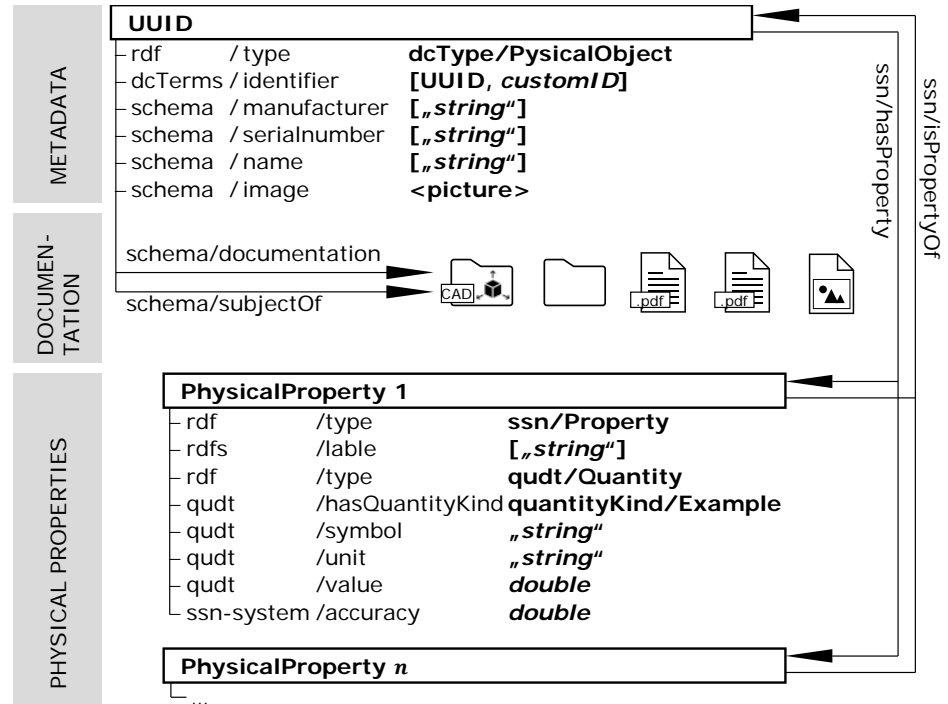 UUID
rdf /type dcType/PysicalObject
dcTerms /identifier [UUID, customID]
schema /manufacturer [„string“]
schema /serialnumber [„string“]
schema /name [„string“]
schema /image <picture>
METADATA
ssn/hasProperty
ssn/isPropertyOf
DOCUMEN-
TATION
schema/documentation
schema/subjectOf
CAD
.pdf
.pdf
PHYSICAL PROPERTIES
PhysicalProperty 1
rdf /type ssn/Property
rdfs /lable [„string“]
rdf /type qudt/Quantity
qudt /hasQuantityKind quantityKind/Example
qudt /symbol „string“
qudt /unit „string“
qudt /value double
ssn-system /accuracy double
PhysicalProperty n
...